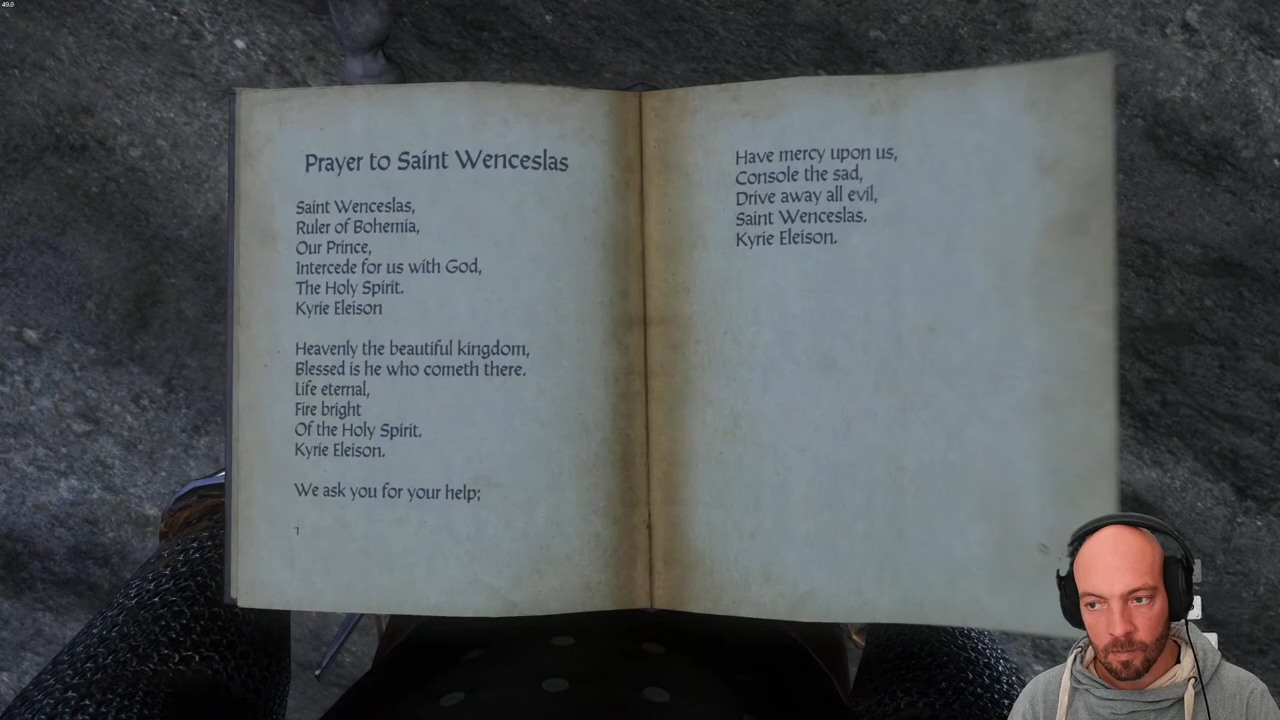 49.0
Prayer to Saint Wenceslas
Saint Wenceslas,
Ruler of Bohemia,
Our Prince,
Intercede for us with God,
The Holy Spirit.
Kyrie Eleison
Heavenly the beautiful kingdom,
Blessed is he who cometh there.
Life eternal,
Fire bright
Of the Holy Spirit.
Kyrie Eleison.
We ask you for your help;
1
Have mercy upon us,
Console the sad,
Drive away all evil,
Saint Wenceslas.
Kyrie Eleison.